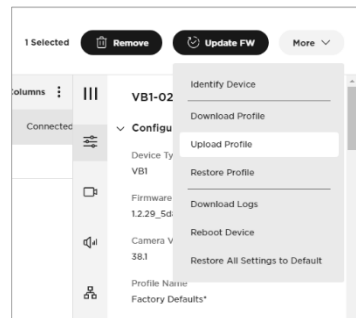 1 Selected
Remove
Update FW
More
olumns
Connected
VB1-02
Configu
Device Ty
VB1
Firmware
1.2.29_5d
Camera V
38.1
Profile Name
Factory Defaults*
Identify Device
Download Profile
Upload Profile
Restore Profile
Download Logs
Reboot Device
Restore All Settings to Default